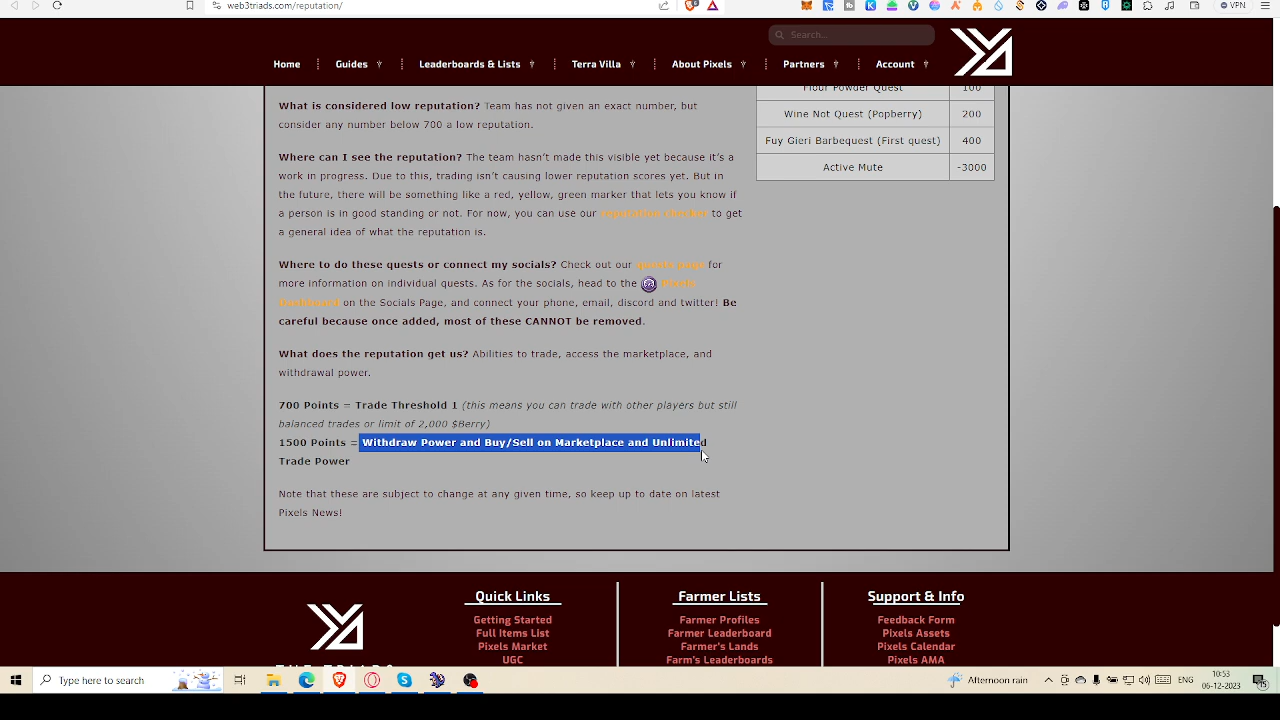 web3triads.com/reputation/
VPN
Search...
Home
Guides
Leaderboards & Lists
Terra Villa
About Pixels
Partners
Account
What is considered low reputation? Team has not given an exact number, but
consider any number below 700 a low reputation.
Where can I see the reputation? The team hasn't made this visible yet because it's a
work in progress. Due to this, trading isn't causing lower reputation scores yet. But in
the future, there will be something like a red, yellow, green marker that lets you know if
a person is in good standing or not. For now, you can use our reputation checker to get
a general idea of what the reputation is.
Where to do these quests or connect my socials? Check out our quests page for
more information on individual quests. As for the socials, head to the Pixels
Dashboard on the Socials Page, and connect your phone, email, discord and twitter! Be
careful because once added, most of these CANNOT be removed.
What does the reputation get us? Abilities to trade, access the marketplace, and
withdrawal power.
700 Points = Trade Threshold 1 (this means you can trade with other players but still
balanced trades or limit of 2,000 $Berry)
1500 Points = Withdraw Power and Buy/Sell on Marketplace and Unlimited
Trade Power
Note that these are subject to change at any given time, so keep up to date on latest
Pixels News!
Flour Powder Quest 100
Wine Not Quest (Popberry) 200
Fuy Gieri Barbequest (First quest) 400
Active Mute -3000
THE TRIADS
Quick Links
Getting Started
Full Items List
Pixels Market
UGC
Farmer Lists
Farmer Profiles
Farmer Leaderboard
Farmer's Lands
Farm's Leaderboards
Support & Info
Feedback Form
Pixels Assets
Pixels Calendar
Pixels AMA
Type here to search
Afternoon rain
ENG
10:53
06-12-2023